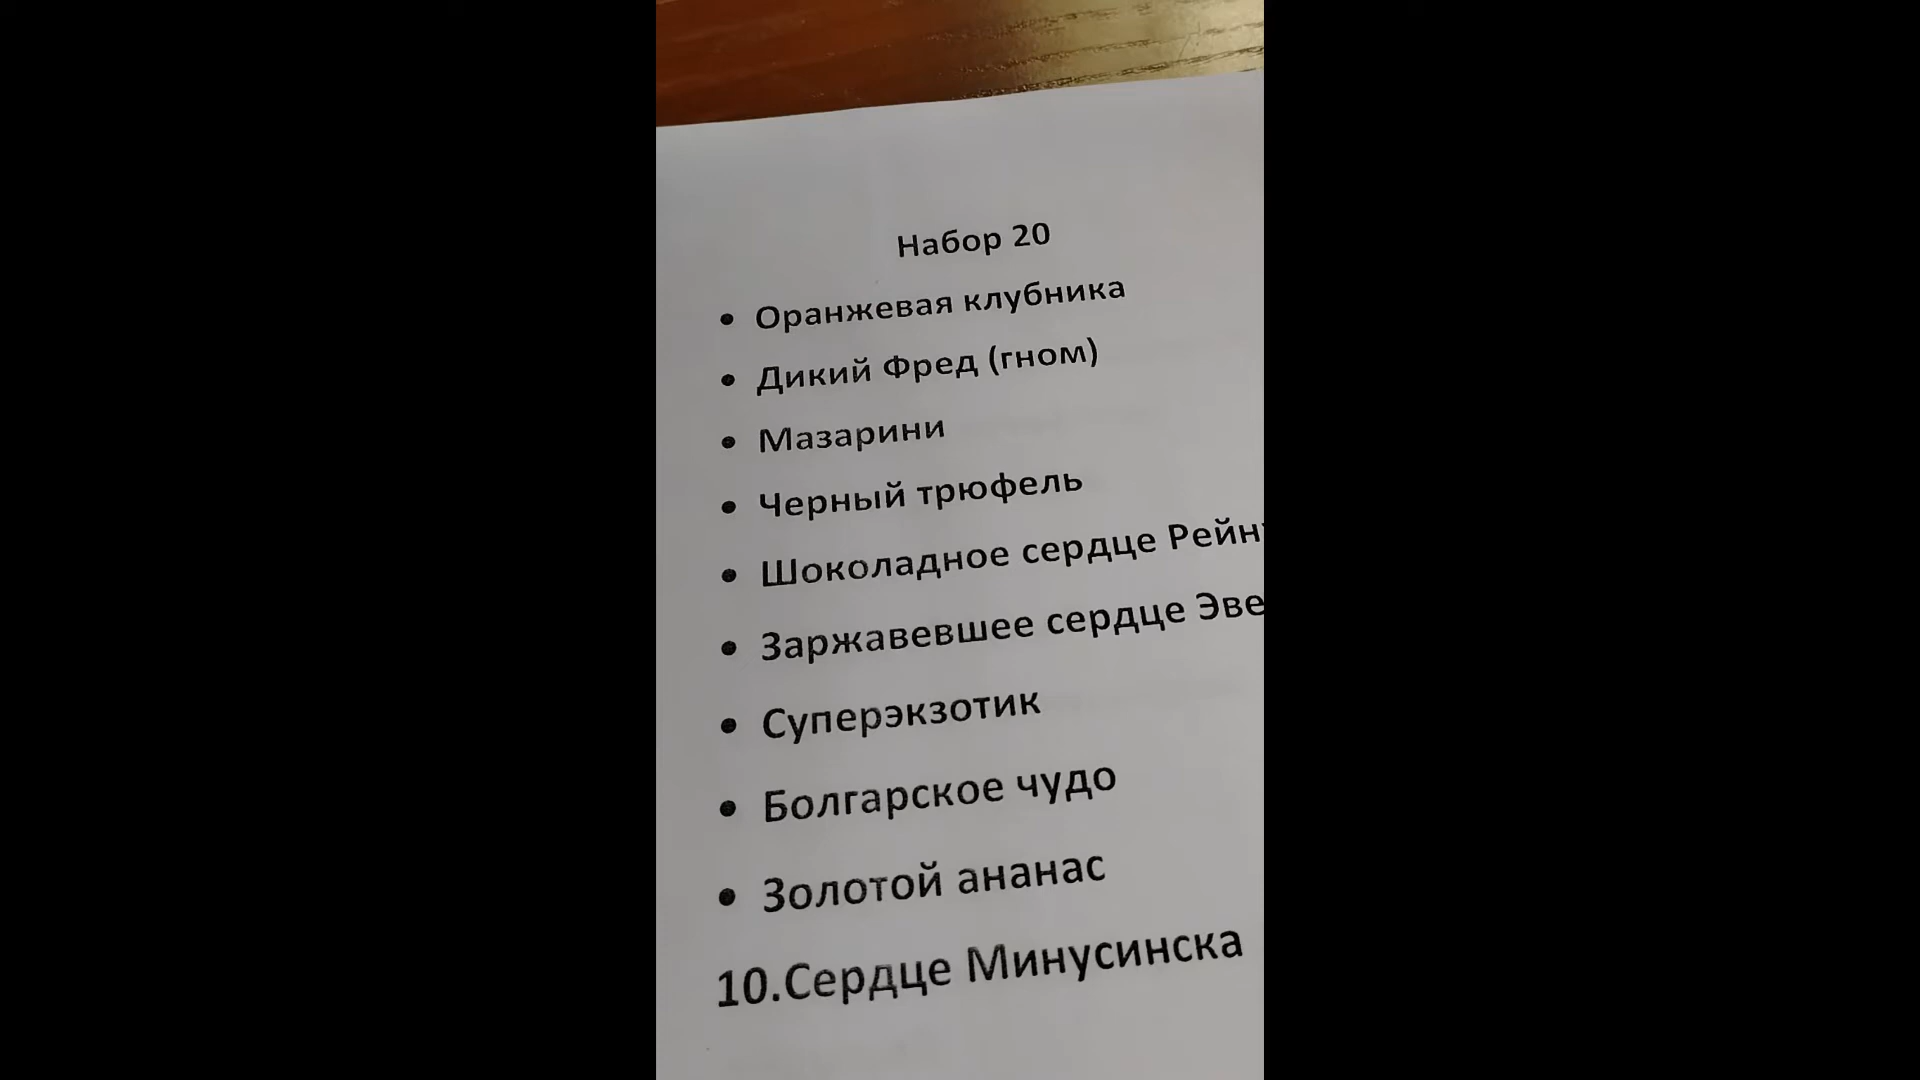 Набор 20
• Оранжевая клубника
• Дикий Фред (гном)
• Мазарини
• Черный трюфель
• Шоколадное сердце
• Заржавевшее сердце
• Суперэкзотик
• Болгарское чудо
• Золотой ананас
10.Сердце Минусинска